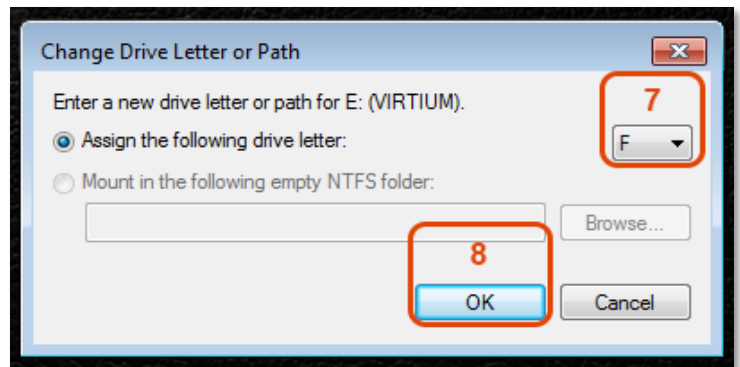 Change Drive Letter or Path
Enter a new drive letter or path for E: (VIRTIUM).
7
Assign the following drive letter:
F
Mount in the following empty NTFS folder:
Browse...
8
OK
Cancel